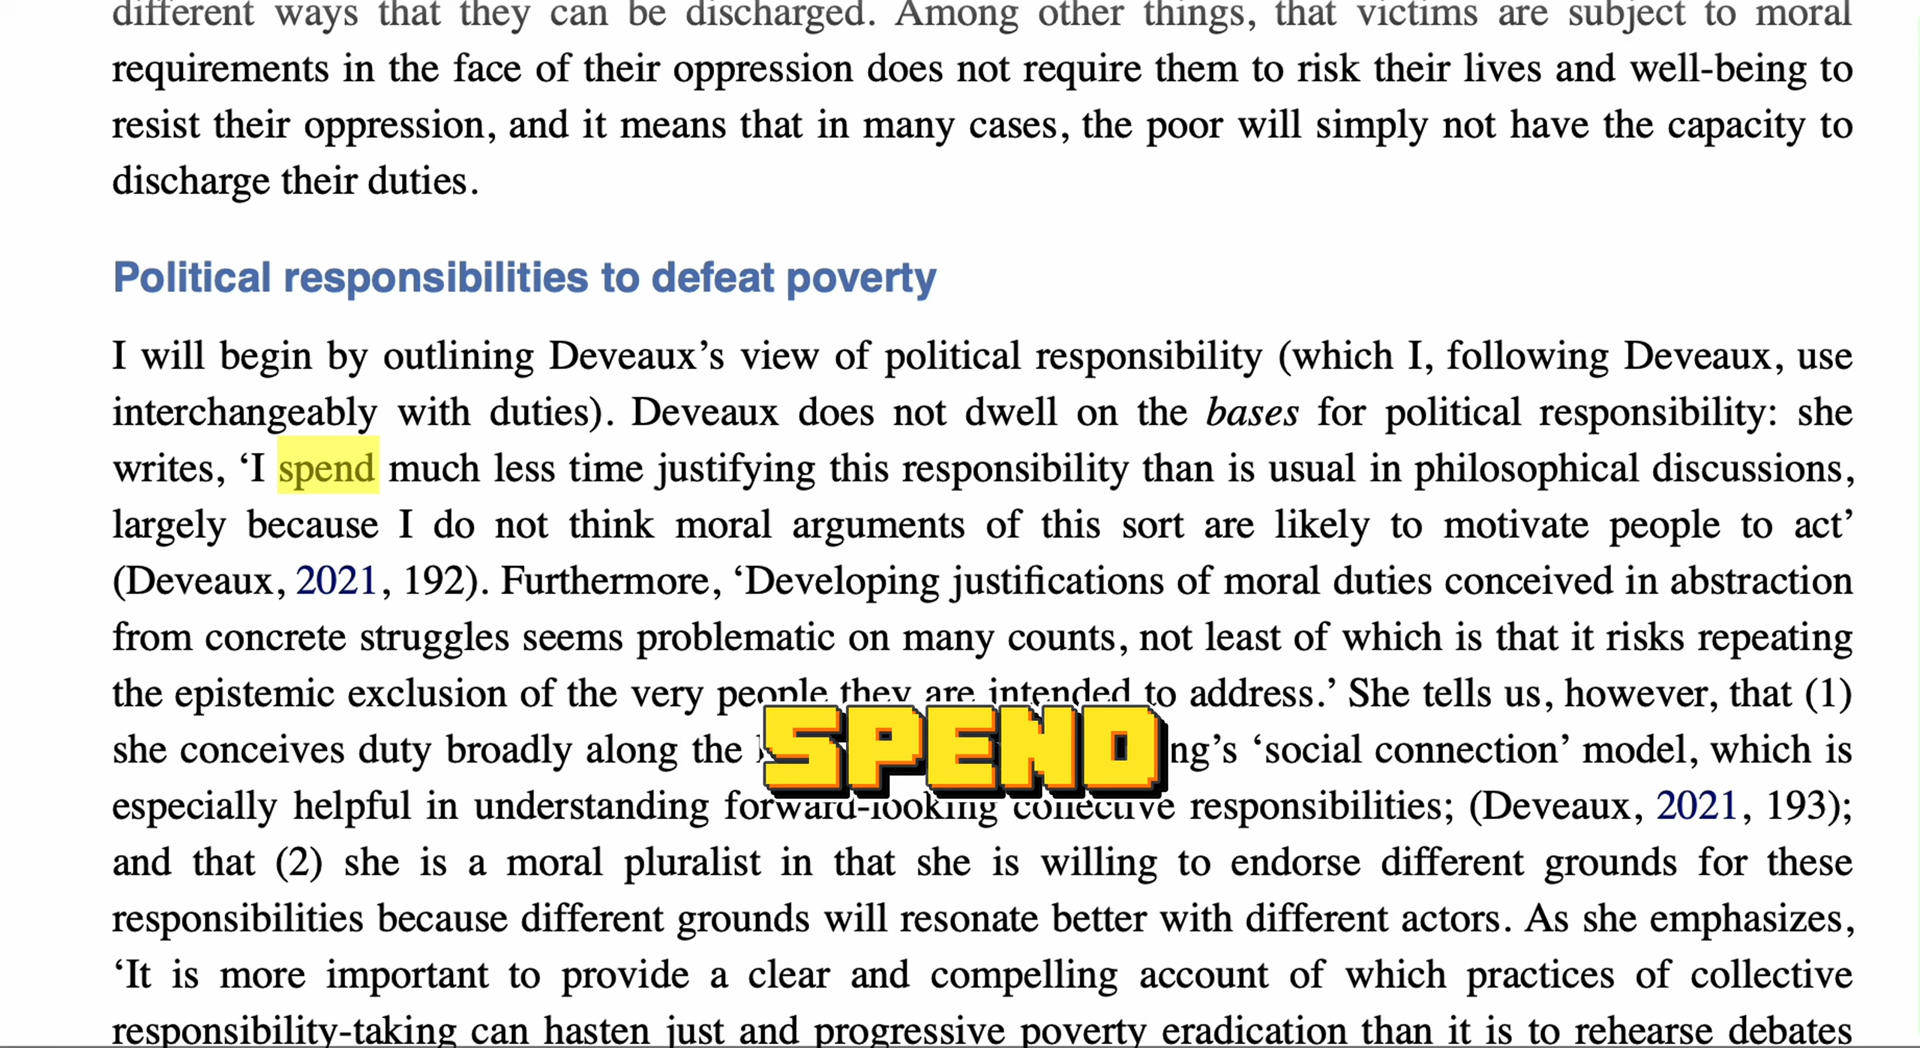 different ways that they can be discharged. Among other things, that victims are subject to moral
requirements in the face of their oppression does not require them to risk their lives and well-being to
resist their oppression, and it means that in many cases, the poor will simply not have the capacity to
discharge their duties.
Political responsibilities to defeat poverty
I will begin by outlining Deveaux’s view of political responsibility (which I, following Deveaux, use
interchangeably with duties). Deveaux does not dwell on the bases for political responsibility: she
writes, ‘I spend much less time justifying this responsibility than is usual in philosophical discussions,
largely because I do not think moral arguments of this sort are likely to motivate people to act’
(Deveaux, 2021, 192). Furthermore, ‘Developing justifications of moral duties conceived in abstraction
from concrete struggles seems problematic on many counts, not least of which is that it risks repeating
the epistemic exclusion of the very people they are intended to address.’ She tells us, however, that (1)
she conceives duty broadly along the ng’s ‘social connection’ model, which is
SPEND
especially helpful in understanding forward-looking collective responsibilities; (Deveaux, 2021, 193);
and that (2) she is a moral pluralist in that she is willing to endorse different grounds for these
responsibilities because different grounds will resonate better with different actors. As she emphasizes,
‘It is more important to provide a clear and compelling account of which practices of collective
responsibility-taking can hasten just and progressive poverty eradication than it is to rehearse debates